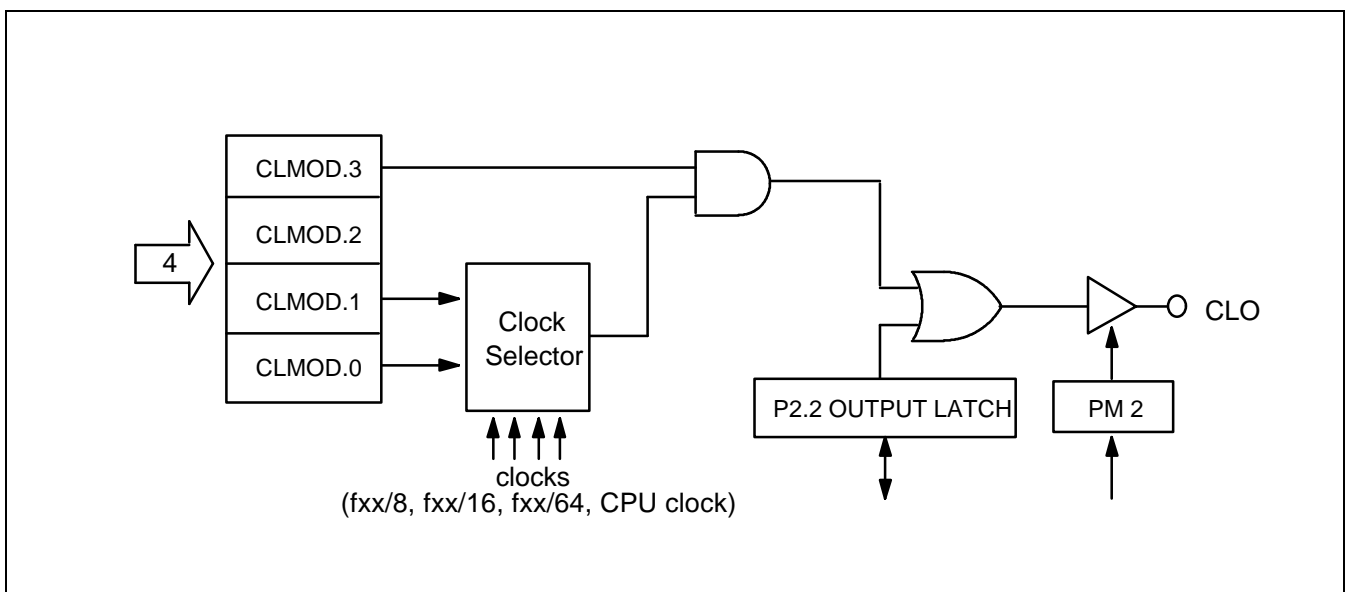 CLMOD.3
CLMOD.2
4
CLMOD.1
CLMOD.0
Clock
Selector
CLO
P2.2 OUTPUT LATCH
PM 2
clocks
(fxx/8, fxx/16, fxx/64, CPU clock)